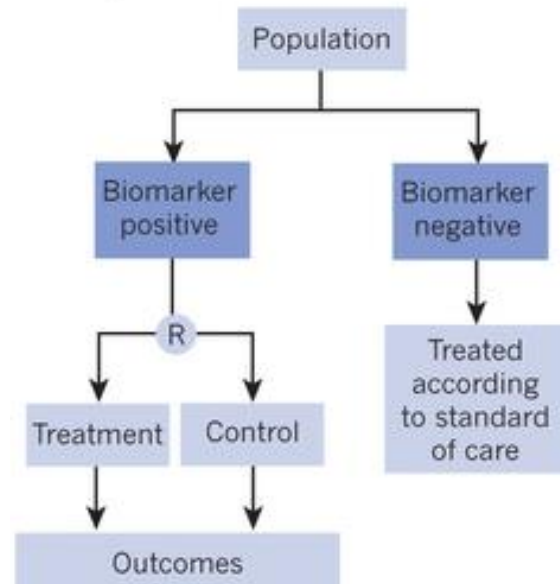 Population
Biomarker
positive
Biomarker
negative
R
Treatment
Control
Treated
according
to standard
of care
Outcomes